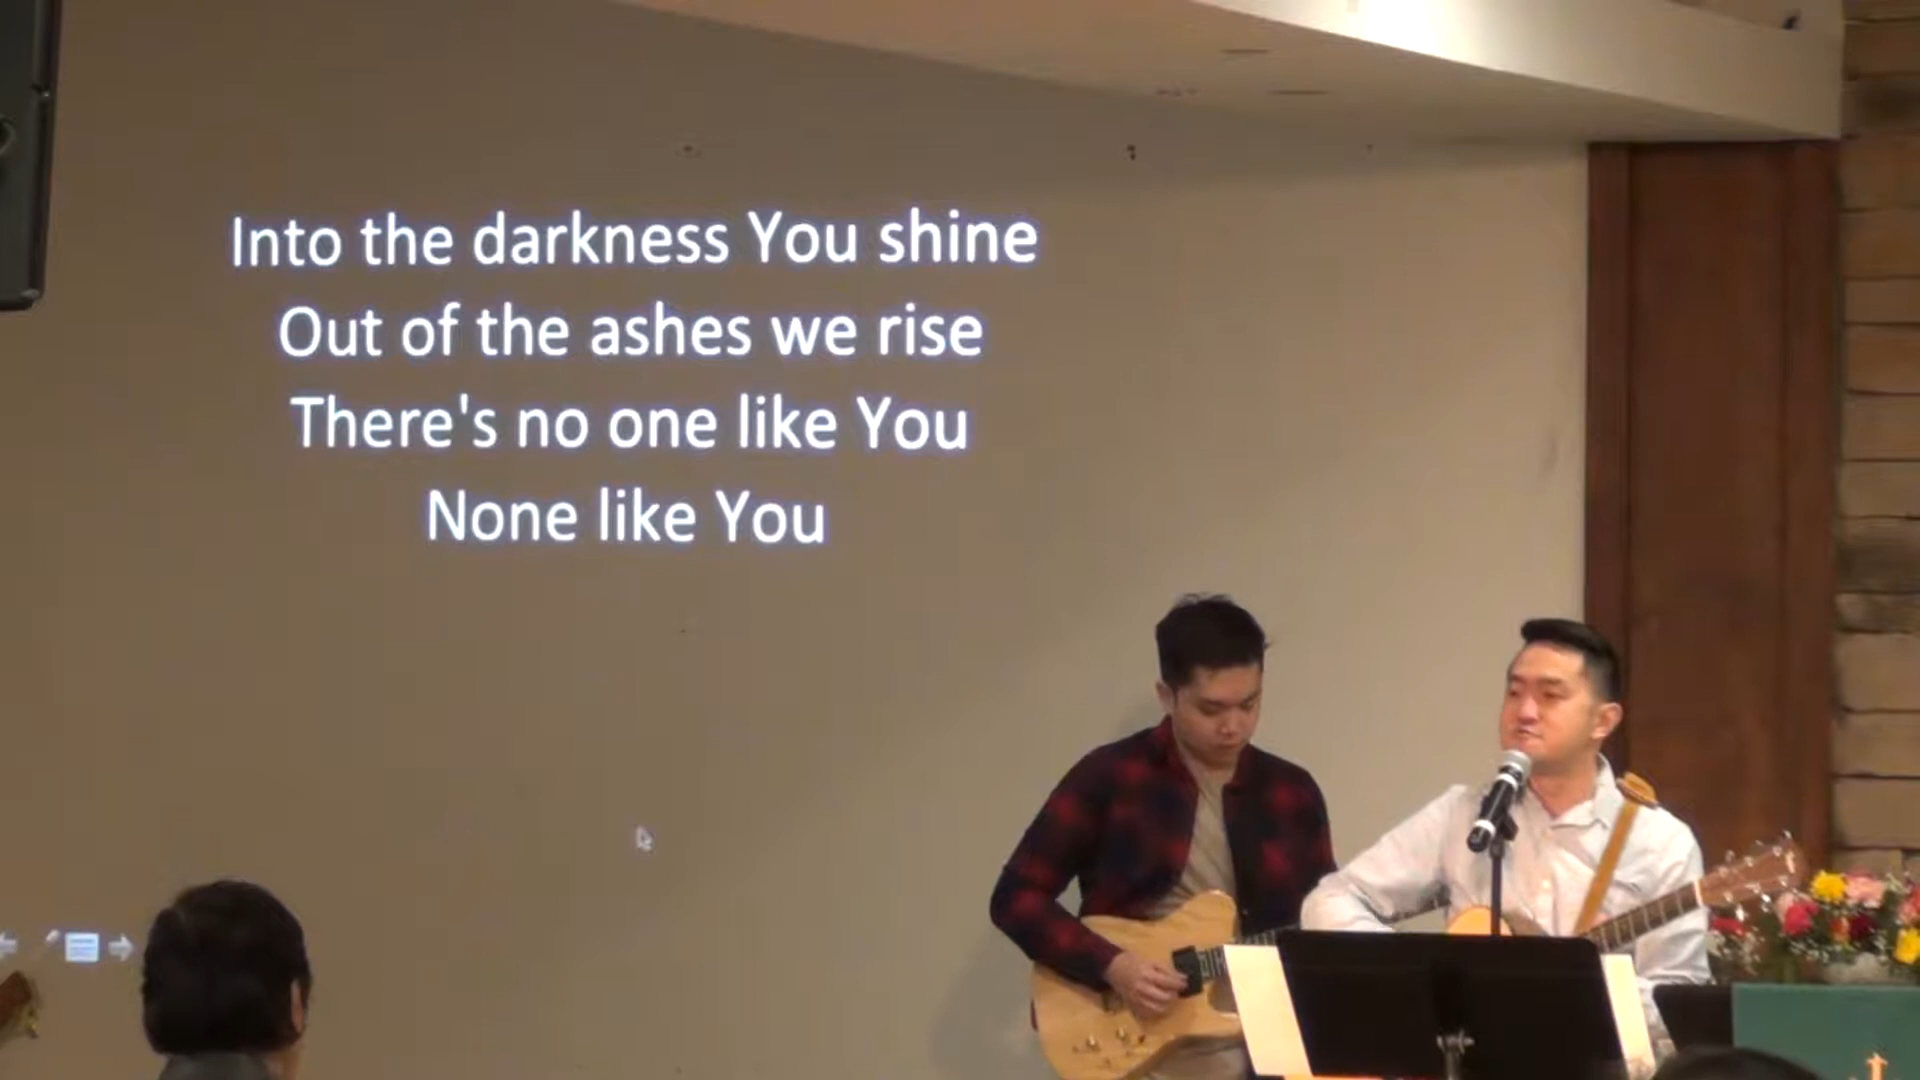 Into the darkness You shine
Out of the ashes we rise
There's no one like You
None like You